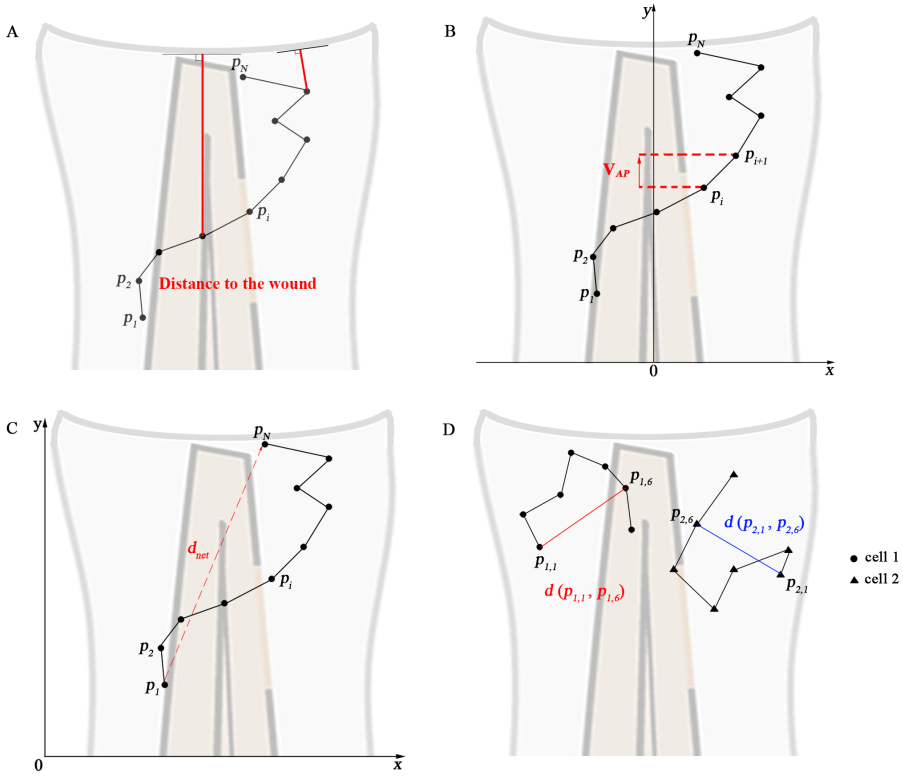 A
p_N
p_i
p_2
Distance to the wound
p_1
B
y
p_N
p_{i+1}
V_AP
p_i
p_2
p_1
0
x
C
y
p_N
d_net
p_i
p_2
p_1
0
x
D
p_{1,6}
p_{2,6}
d (p_{2,1} , p_{2,6})
p_{1,1}
p_{2,1}
d (p_{1,1} , p_{1,6})
cell 1
cell 2